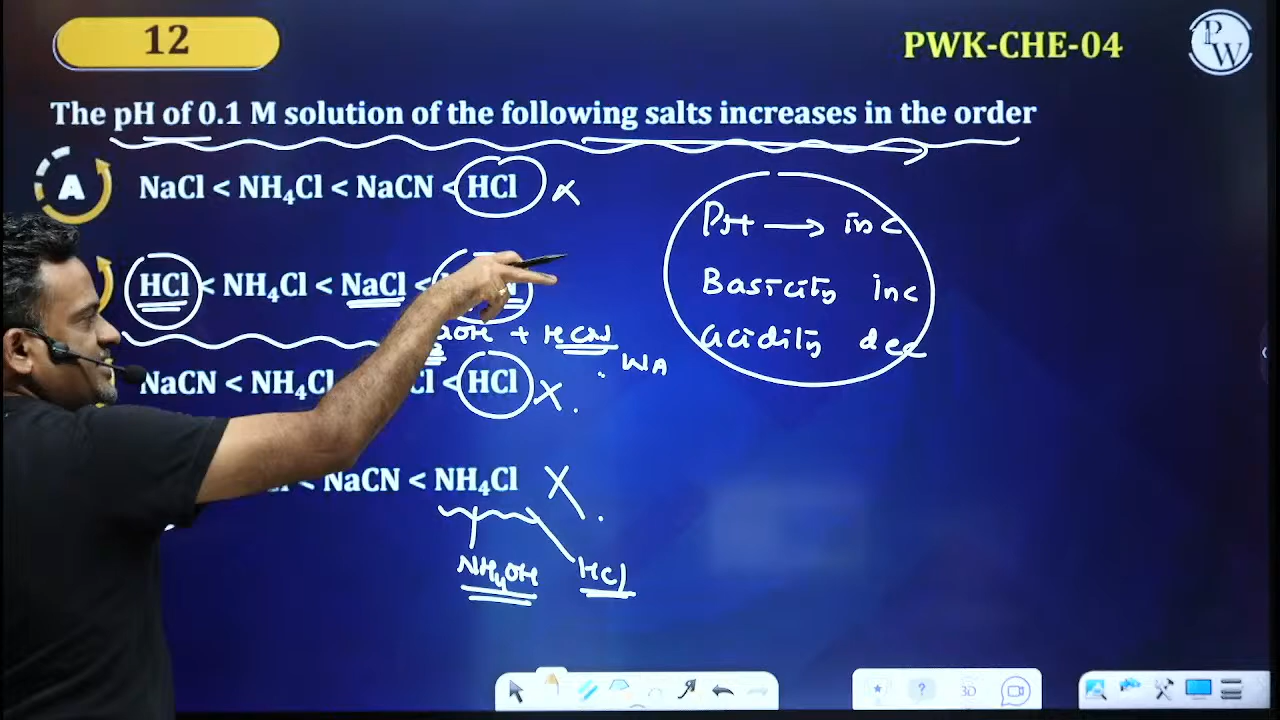 12
PWK-CHE-04
PW
The pH of 0.1 M solution of the following salts increases in the order
A NaCl < NH₄Cl < NaCN < HCl
HCl < NH₄Cl < NaCl <
+ HCN
WA
NaCN < NH₄Cl < HCl
NaCN < NH₄Cl
NH₄OH HCl
PH → inc
Basicity inc
acidity dec
3D